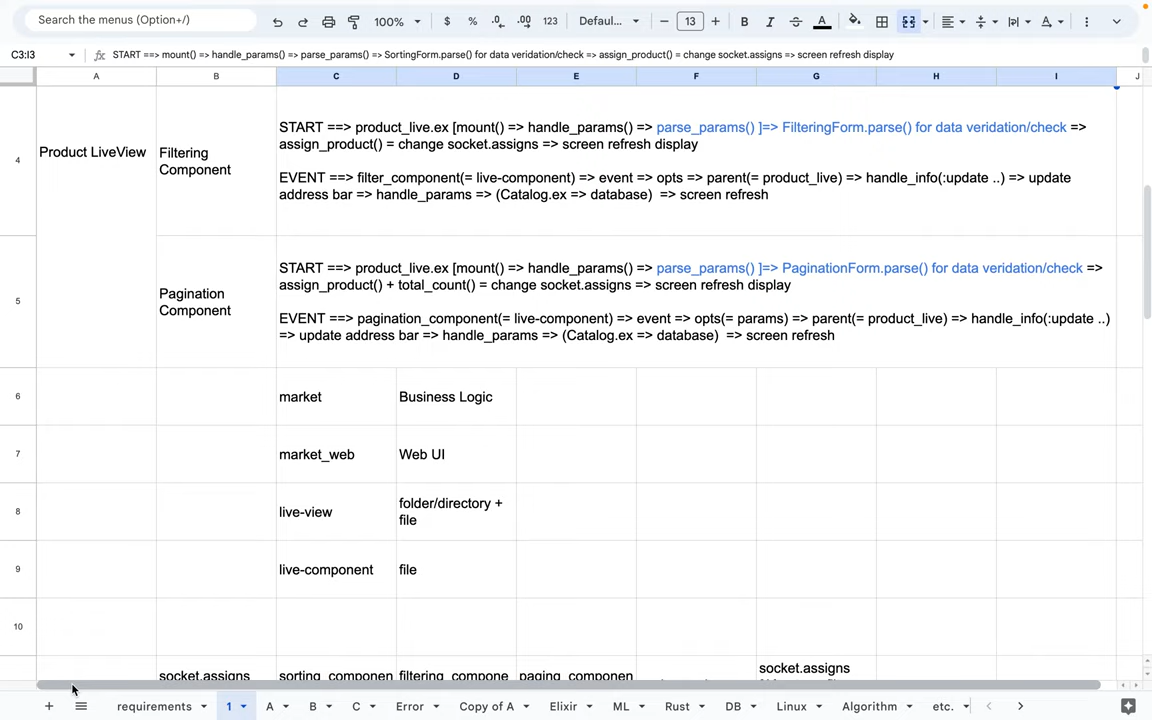 Search the menus (Option+/)
100%
$
%
.0
.00
123
Defaul...
13
B
I
S
A
C3:I3
fx
START ==> mount() => handle_params() => parse_params() => SortingForm.parse() for data veridation/check => assign_product() = change socket.assigns => screen refresh display
A
B
C
D
E
F
G
H
I
J
4
Product LiveView
Filtering
Component
START ==> product_live.ex [mount() => handle_params() => parse_params() ]=> FilteringForm.parse() for data veridation/check =>
assign_product() = change socket.assigns => screen refresh display
EVENT ==> filter_component(= live-component) => event => opts => parent(= product_live) => handle_info(:update ..) => update
address bar => handle_params => (Catalog.ex => database)  => screen refresh
5
Pagination
Component
START ==> product_live.ex [mount() => handle_params() => parse_params() ]=> PaginationForm.parse() for data veridation/check =>
assign_product() + total_count() = change socket.assigns => screen refresh display
EVENT ==> pagination_component(= live-component) => event => opts(= params) => parent(= product_live) => handle_info(:update ..)
=> update address bar => handle_params => (Catalog.ex => database)  => screen refresh
6
market
Business Logic
7
market_web
Web UI
8
live-view
folder/directory +
file
9
live-component
file
10
socket.assigns
socket.assigns
sorting_componen
filtering_compone
paging_componen
requirements
1
A
B
C
Error
Copy of A
Elixir
ML
Rust
DB
Linux
Algorithm
etc.